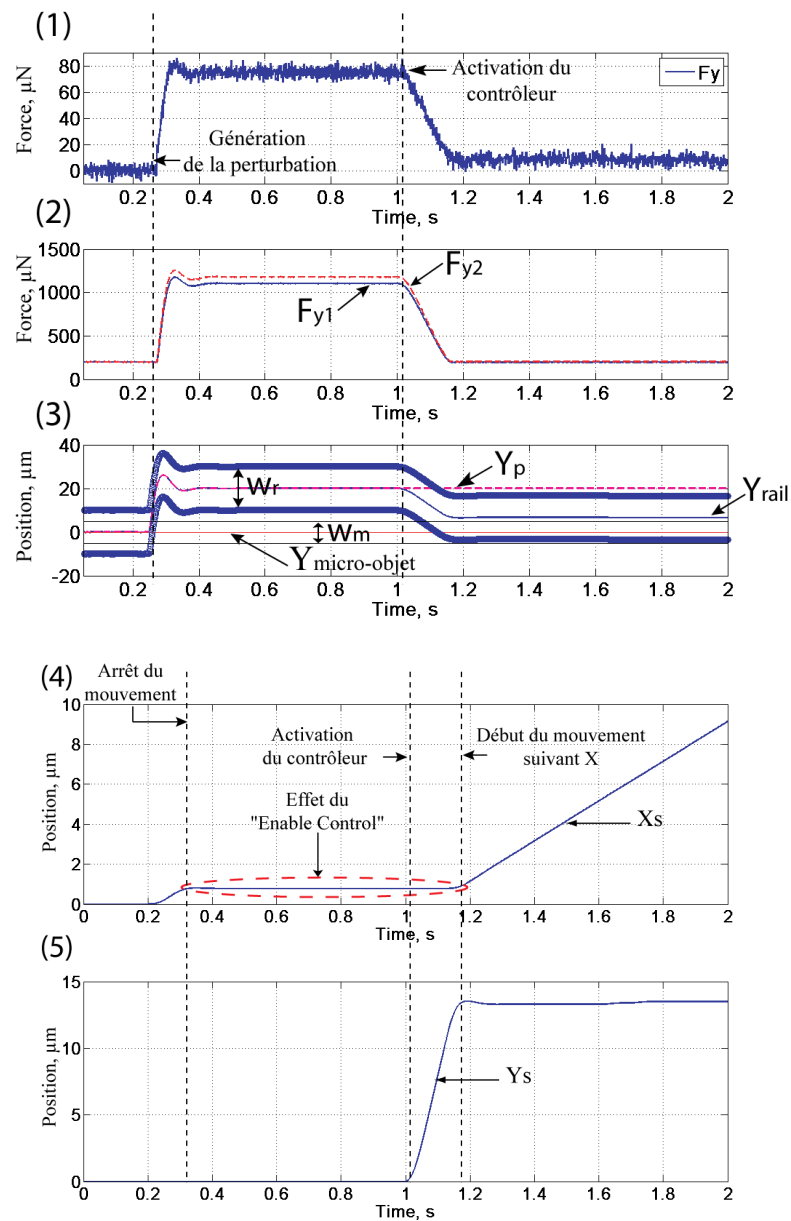 (1)
Force, µN
80
60
40
20
0
Génération
de la perturbation
Activation du
contrôleur
Fy
0.2 0.4 0.6 0.8 1 1.2 1.4 1.6 1.8 2
Time, s
(2)
Force, µN
1500
1000
500
0
Fy1
Fy2
0.2 0.4 0.6 0.8 1 1.2 1.4 1.6 1.8 2
Time, s
(3)
Position, µm
40
20
0
-20
Wr
Wm
Yp
Yrail
Ymicro-objet
0.2 0.4 0.6 0.8 1 1.2 1.4 1.6 1.8 2
Time, s
(4)
Arrêt du
mouvement
Activation
du contrôleur
Début du mouvement
suivant X
Effet du
"Enable Control"
Xs
Position, µm
10
8
6
4
2
0
0 0.2 0.4 0.6 0.8 1 1.2 1.4 1.6 1.8 2
Time, s
(5)
Position, µm
15
10
5
0
Ys
0 0.2 0.4 0.6 0.8 1 1.2 1.4 1.6 1.8 2
Time, s